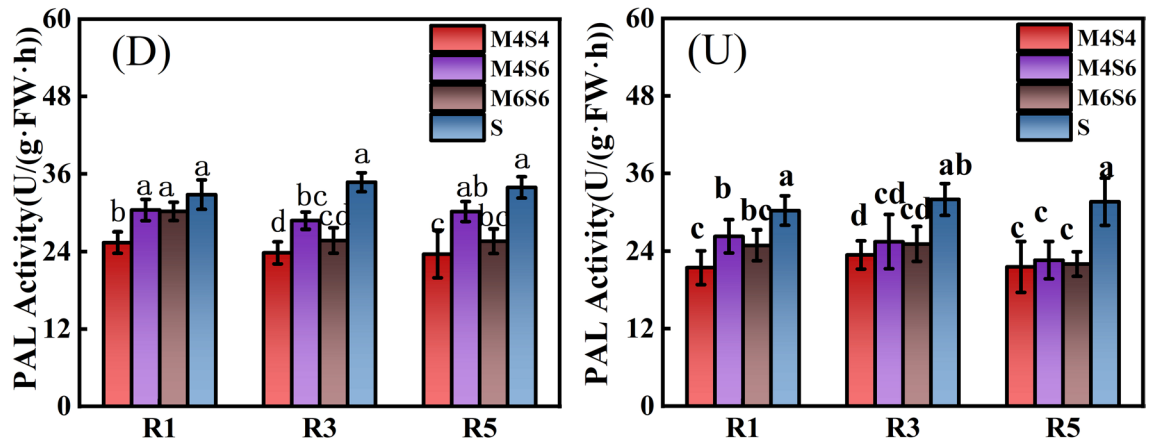 PAL Activity(U/(g·FW·h))
60
48
36
24
12
0
(D)
M4S4
M4S6
M6S6
S
b
a
a
a
d
bc
cd
a
c
ab
bc
a
R1
R3
R5
PAL Activity(U/(g·FW·h))
60
48
36
24
12
0
(U)
M4S4
M4S6
M6S6
S
c
b
bc
a
d
cd
cd
ab
c
c
c
a
R1
R3
R5